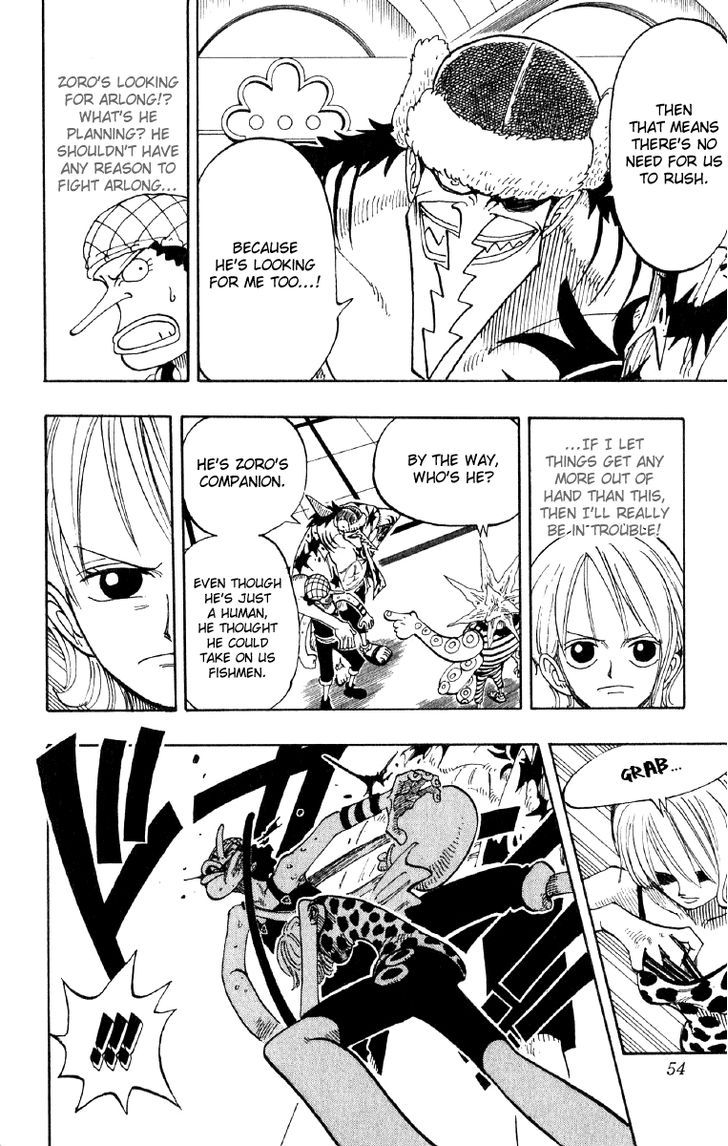 THEN
THAT MEANS
THERE'S NO
NEED FOR US
TO RUSH.
BECAUSE
HE'S LOOKING
FOR ME TOO...!
ZORO'S LOOKING
FOR ARLONG!?
WHAT'S HE
PLANNING? HE
SHOULDN'T HAVE
ANY REASON TO
FIGHT ARLONG...
...IF I LET
THINGS GET ANY
MORE OUT OF
HAND THAN THIS,
THEN I'LL REALLY
BE IN TROUBLE!
BY THE WAY,
WHO'S HE?
HE'S ZORO'S
COMPANION.
EVEN THOUGH
HE'S JUST
A HUMAN,
HE THOUGHT
HE COULD
TAKE ON US
FISHMEN.
GRAB...
ドガッ
!!!
54